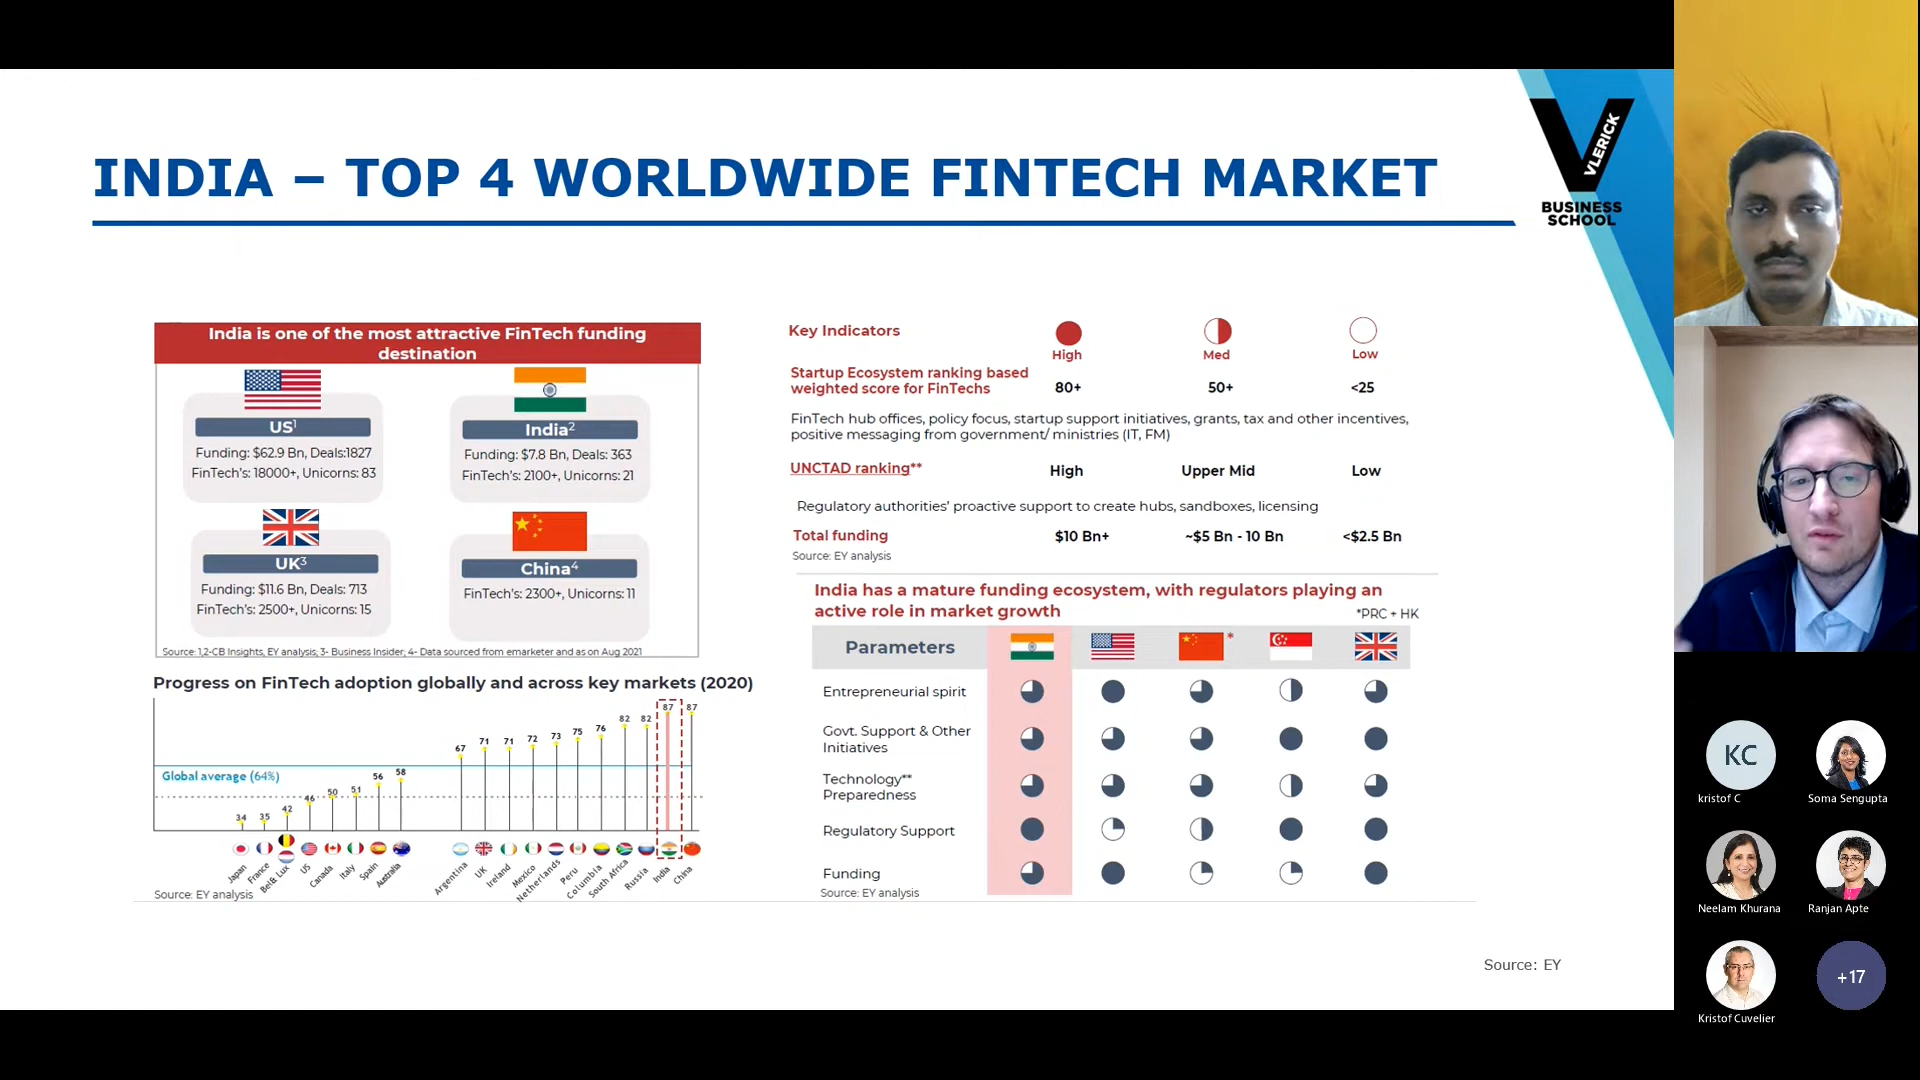 INDIA – TOP 4 WORLDWIDE FINTECH MARKET
VLERICK
BUSINESS
SCHOOL
India is one of the most attractive FinTech funding
destination
US1
Funding: $62.9 Bn, Deals:1827
FinTech's: 18000+, Unicorns: 83
India2
Funding: $7.8 Bn, Deals: 363
FinTech's: 2100+, Unicorns: 21
UK3
Funding: $11.6 Bn, Deals: 713
FinTech's: 2500+, Unicorns: 15
China4
FinTech's: 2300+, Unicorns: 11
Source: 1,2-CB Insights, EY analysis; 3- Business Insider; 4- Data sourced from emarketer and as on Aug 2021
Progress on FinTech adoption globally and across key markets (2020)
Global average (64%)
34 35 42 46 50 51 56 58 67 71 71 72 73 75 76 82 82 87 87
Japan France Bel& Lux US Canada Italy Spain Australia Argentina UK Ireland Mexico Netherlands Peru Columbia South Africa Russia India China
Source: EY analysis
Key Indicators
High Med Low
Startup Ecosystem ranking based
weighted score for FinTechs 80+ 50+ <25
FinTech hub offices, policy focus, startup support initiatives, grants, tax and other incentives,
positive messaging from government/ ministries (IT, FM)
UNCTAD ranking** High Upper Mid Low
Regulatory authorities' proactive support to create hubs, sandboxes, licensing
Total funding $10 Bn+ ~$5 Bn - 10 Bn <$2.5 Bn
Source: EY analysis
India has a mature funding ecosystem, with regulators playing an
active role in market growth
*PRC + HK
Parameters *
Entrepreneurial spirit
Govt. Support & Other
Initiatives
Technology**
Preparedness
Regulatory Support
Funding
Source: EY analysis
Source: EY
KC
kristof C
Soma Sengupta
Neelam Khurana
Ranjan Apte
Kristof Cuvelier
+17